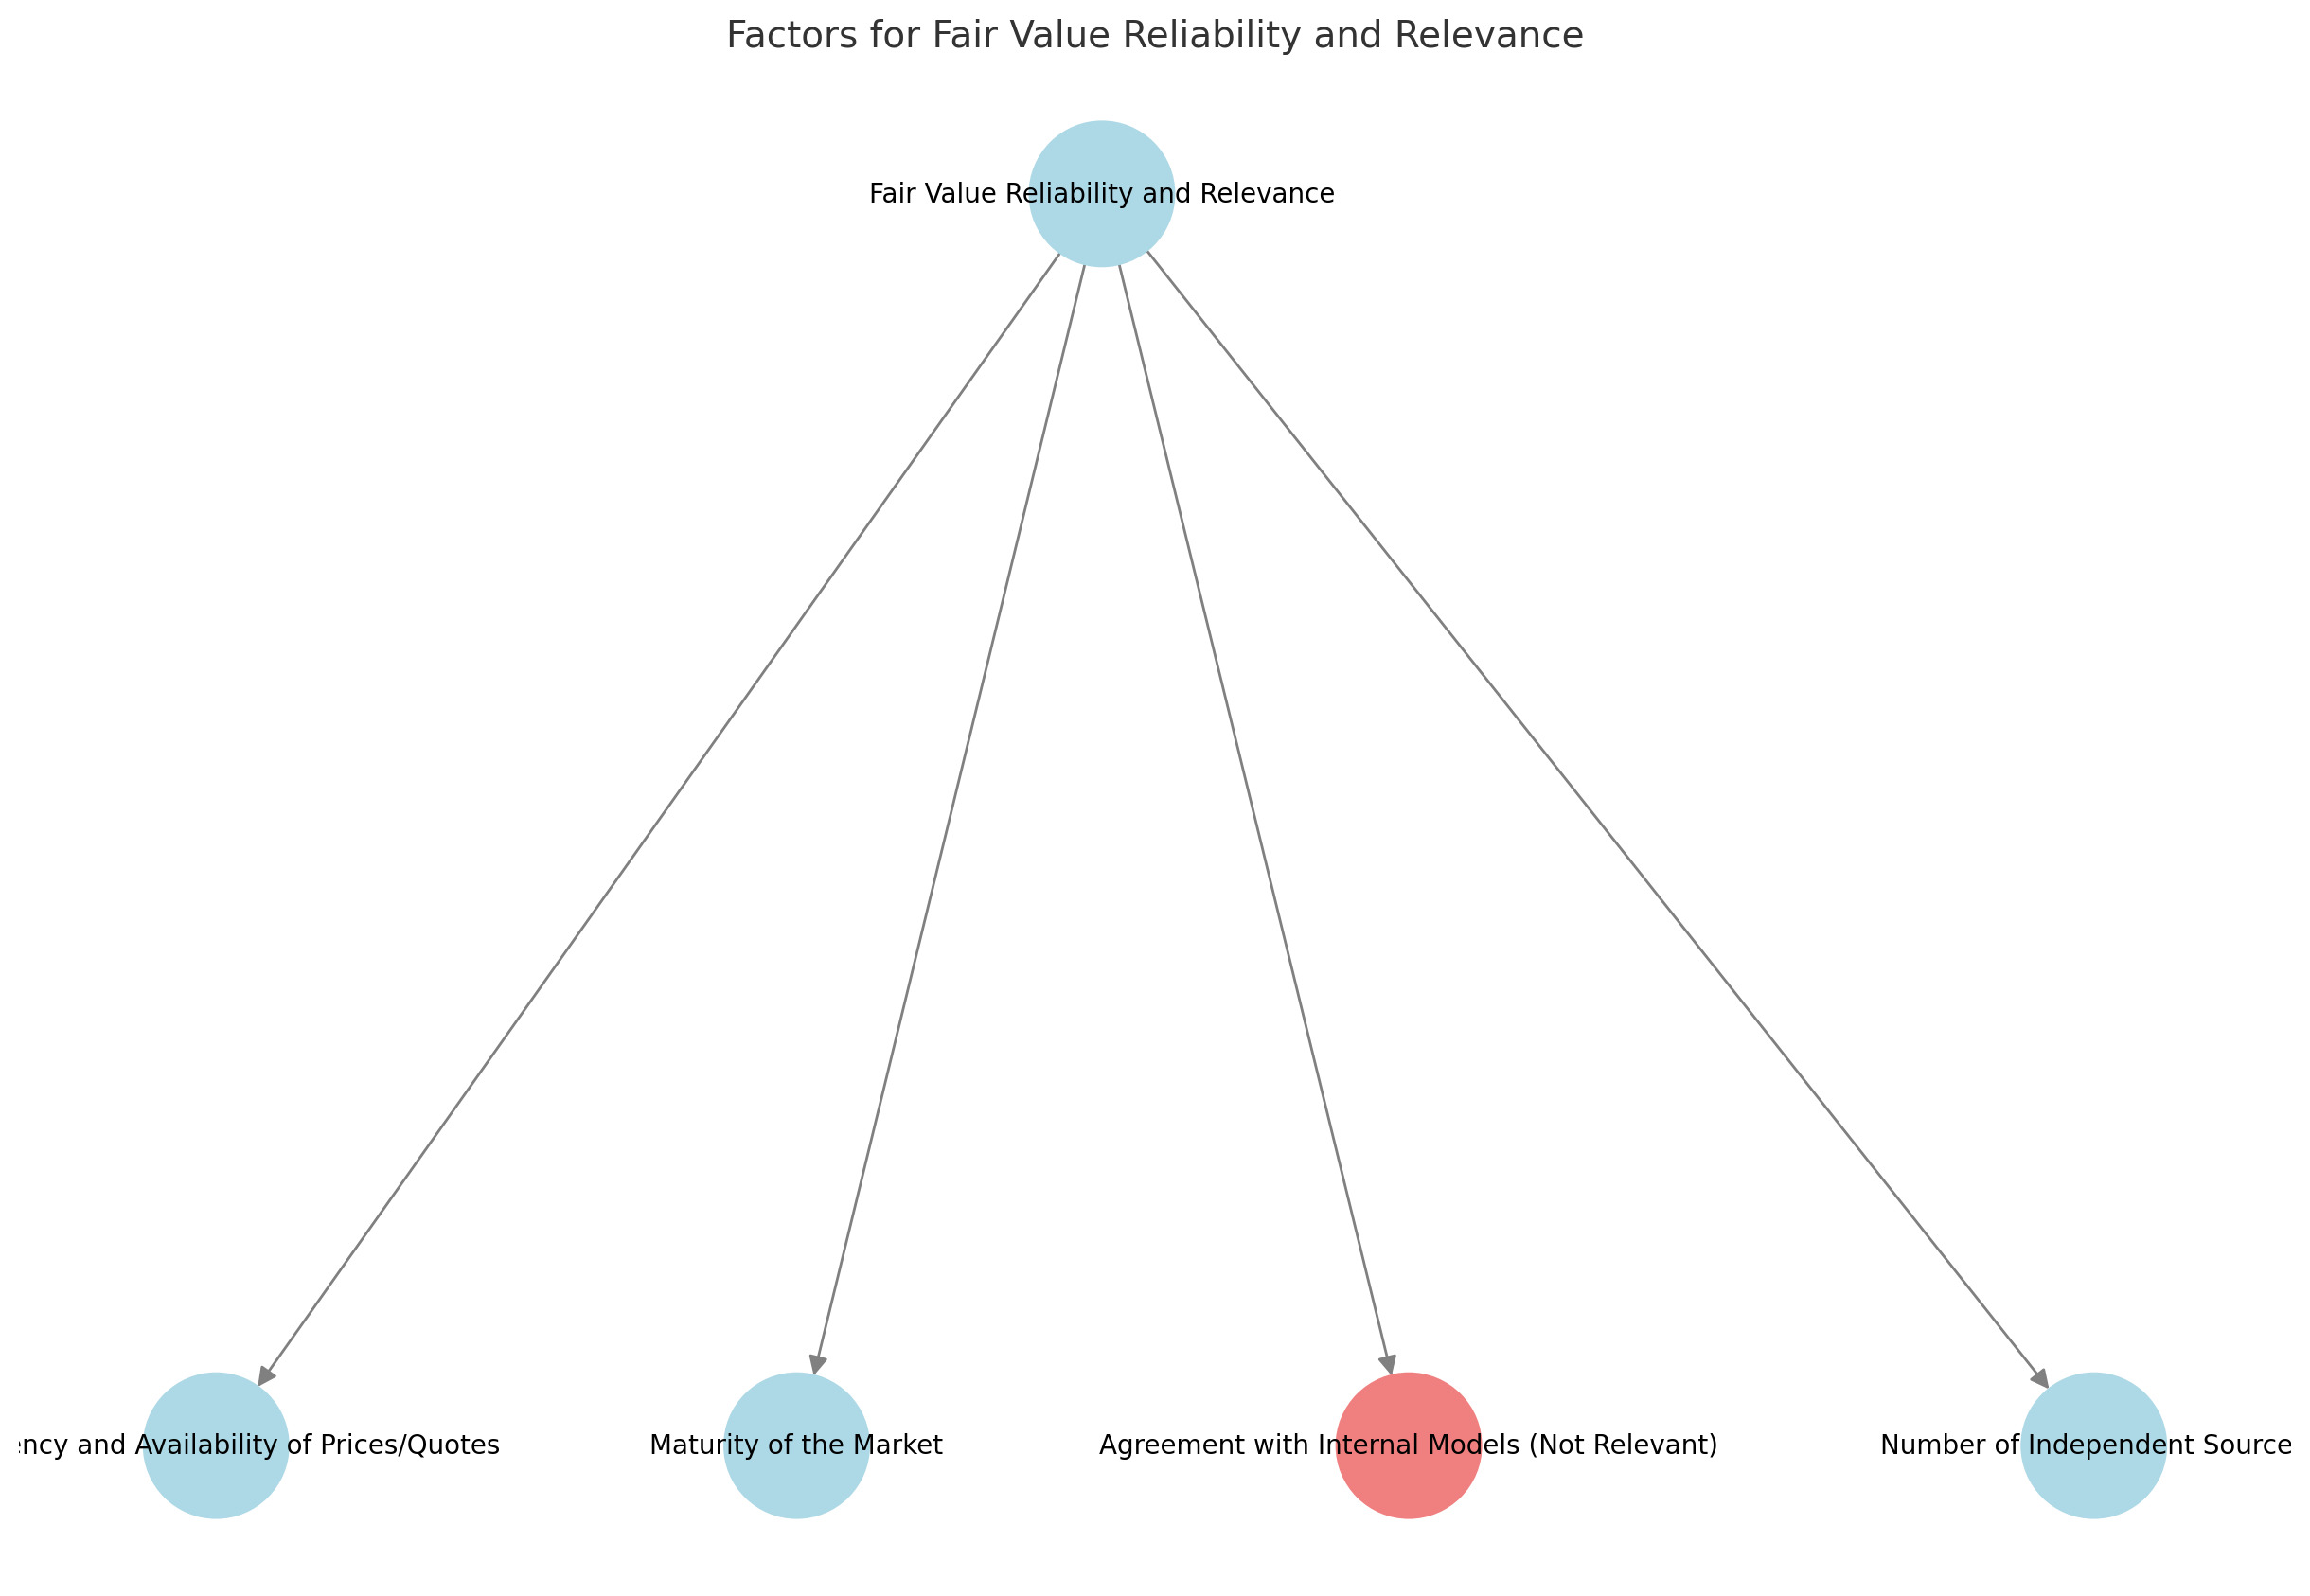 Factors for Fair Value Reliability and Relevance
Fair Value Reliability and Relevance
and Availability of Prices/Quotes
Maturity of the Market
Agreement with Internal Models (Not Relevant)
Number of Independent Source